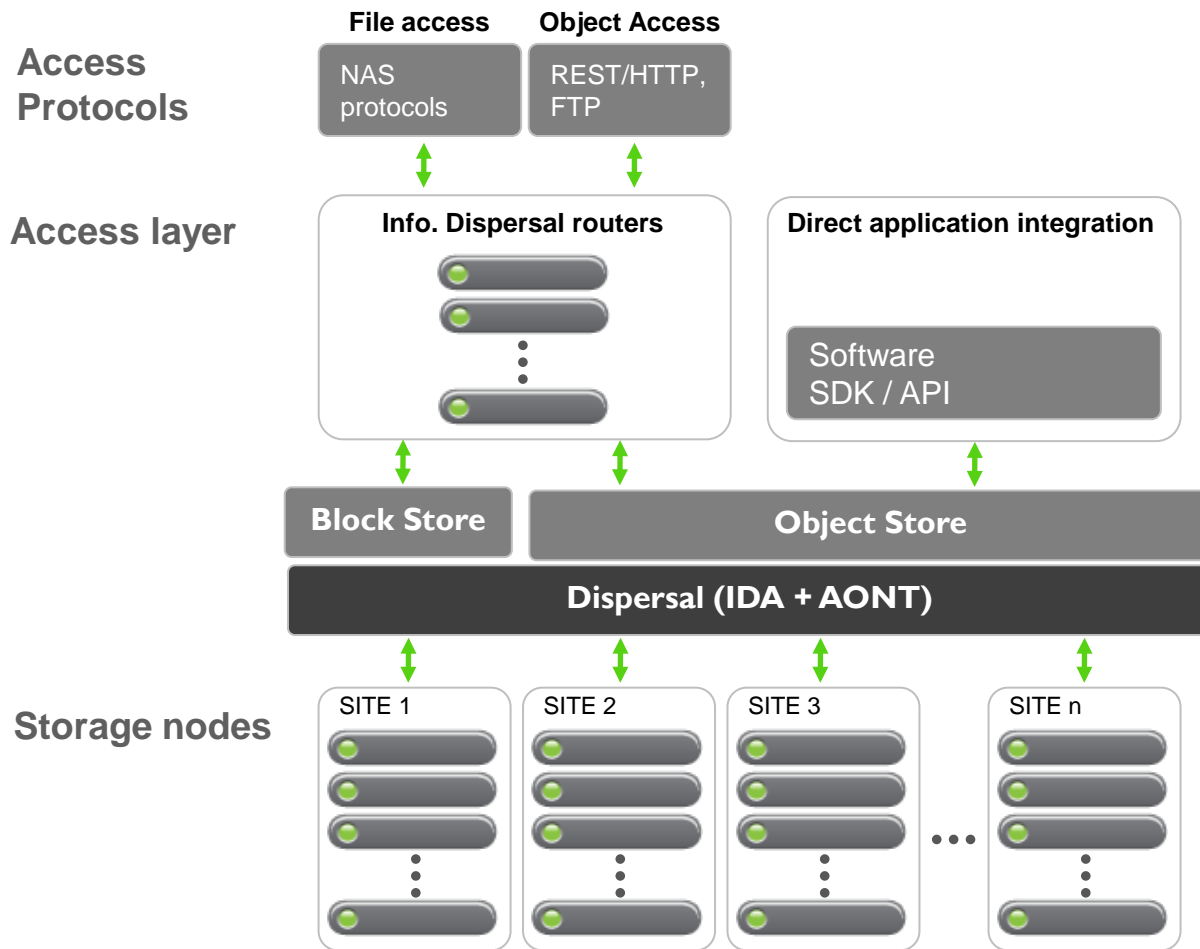 File access
Object Access
Access
Protocols
NAS
protocols
REST/HTTP,
FTP
Access layer
Info. Dispersal routers
Direct application integration
Software
SDK / API
Block Store
Object Store
Dispersal (IDA + AONT)
Storage nodes
SITE 1
SITE 2
SITE 3
SITE n